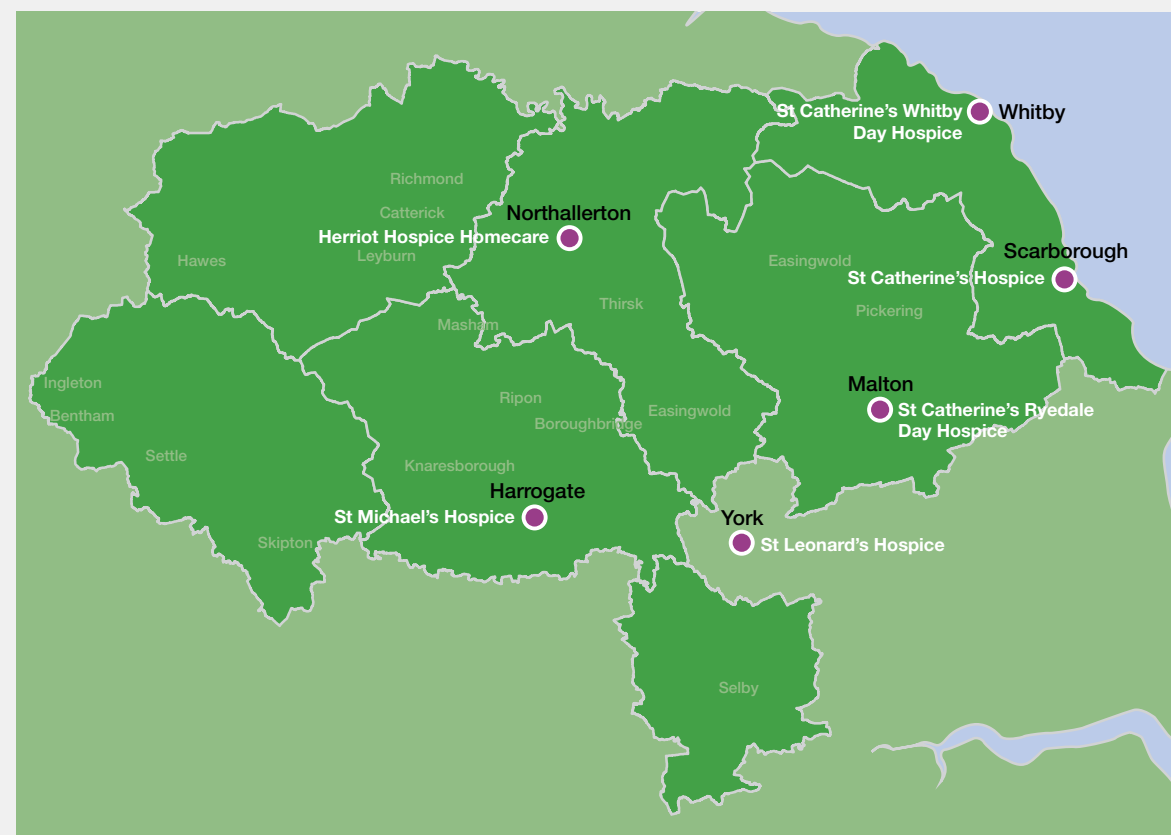 St Catherine's Whitby
Day Hospice
Whitby
Richmond
Catterick
Northallerton
Herriot Hospice Homecare
Leyburn
Hawes
Easingwold
Scarborough
St Catherine's Hospice
Thirsk
Pickering
Masham
Ingleton
Bentham
Malton
St Catherine's Ryedale
Day Hospice
Ripon
Boroughbridge
Easingwold
Settle
Knaresborough
Harrogate
St Michael's Hospice
York
St Leonard's Hospice
Skipton
Selby